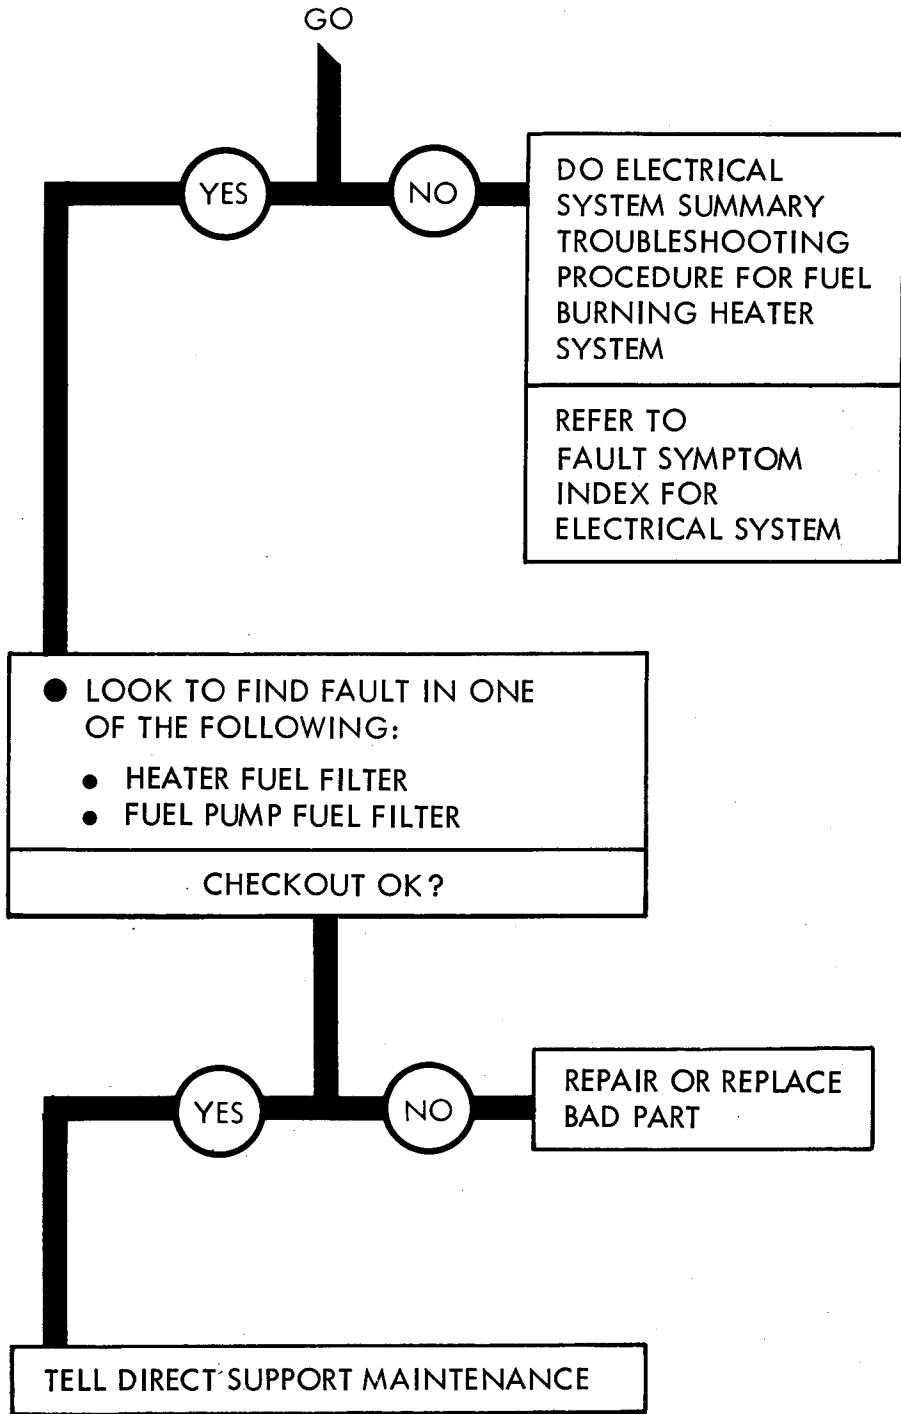 GO
YES
NO
DO ELECTRICAL
SYSTEM SUMMARY
TROUBLESHOOTING
PROCEDURE FOR FUEL
BURNING HEATER
SYSTEM
REFER TO
FAULT SYMPTOM
INDEX FOR
ELECTRICAL SYSTEM
● LOOK TO FIND FAULT IN ONE
OF THE FOLLOWING:
● HEATER FUEL FILTER
● FUEL PUMP FUEL FILTER
CHECKOUT OK?
YES
NO
REPAIR OR REPLACE
BAD PART
TELL DIRECT SUPPORT MAINTENANCE